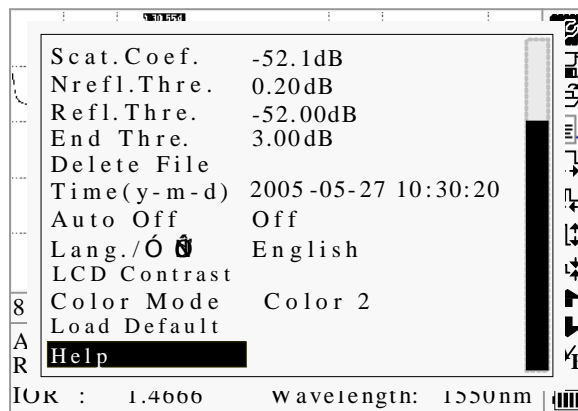 Scat.Coef. -52.1dB
Nrefl.Thre. 0.20dB
Refl.Thre. -52.00dB
End Thre. 3.00dB
Delete File
Time(y-m-d) 2005-05-27 10:30:20
Auto Off Off
Lang./ English
LCD Contrast
Color Mode Color 2
Load Default
Help
8
A
R
IOR : 1.4666 Wavelength: 1550nm